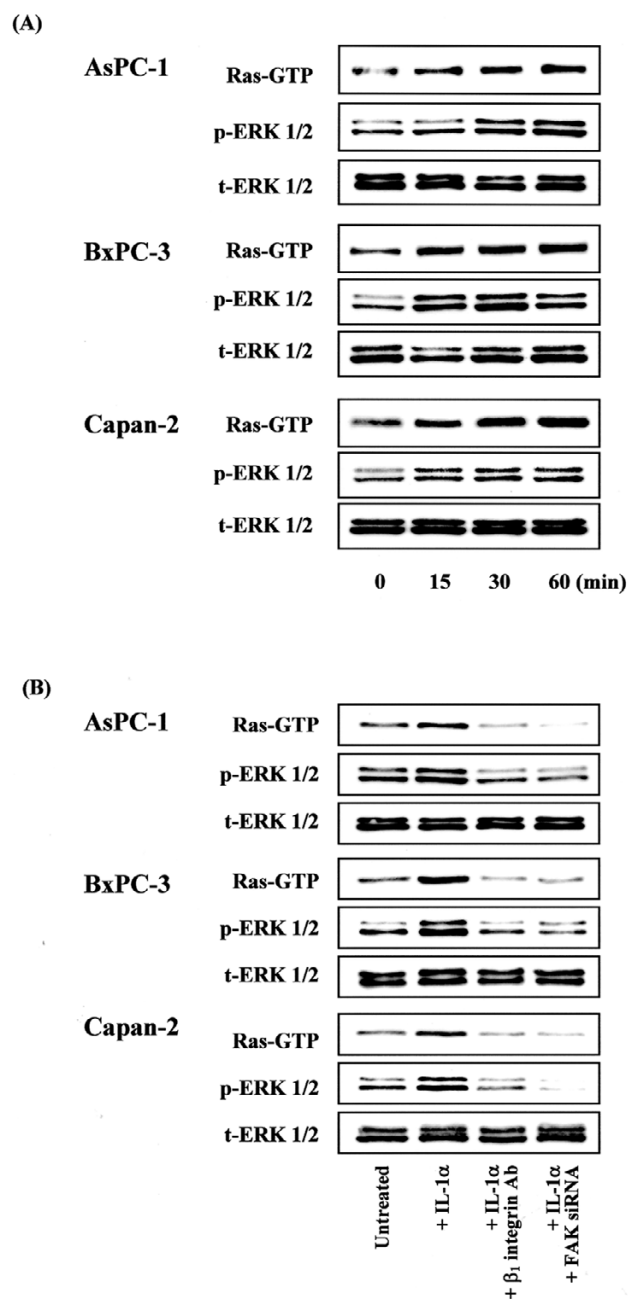 (A)
AsPC-1
Ras-GTP
p-ERK 1/2
t-ERK 1/2
BxPC-3
Ras-GTP
p-ERK 1/2
t-ERK 1/2
Capan-2
Ras-GTP
p-ERK 1/2
t-ERK 1/2
0 15 30 60 (min)
(B)
AsPC-1
Ras-GTP
p-ERK 1/2
t-ERK 1/2
BxPC-3
Ras-GTP
p-ERK 1/2
t-ERK 1/2
Capan-2
Ras-GTP
p-ERK 1/2
t-ERK 1/2
Untreated
+ IL-1α
+ IL-1α
+ β₁ integrin Ab
+ IL-1α
+ FAK siRNA